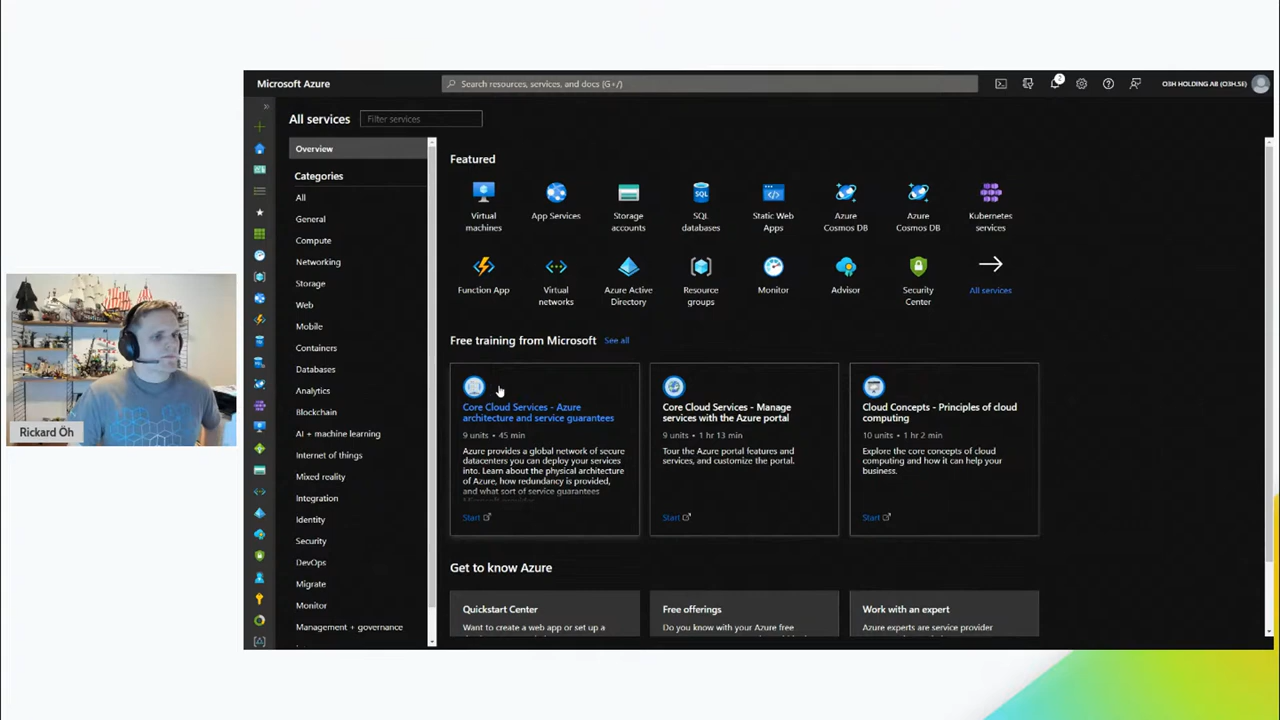 Microsoft Azure
Search resources, services, and docs (G+/)
2
O3H HOLDING AB (O3H.SE)
All services
Filter services
Overview
Categories
All
General
Compute
Networking
Storage
Web
Mobile
Containers
Databases
Analytics
Blockchain
AI + machine learning
Internet of things
Mixed reality
Integration
Identity
Security
DevOps
Migrate
Monitor
Management + governance
Featured
Virtual
machines
App Services
Storage
accounts
SQL
SQL
databases
Static Web
Apps
Azure
Cosmos DB
Azure
Cosmos DB
Kubernetes
services
Function App
Virtual
networks
Azure Active
Directory
Resource
groups
Monitor
Advisor
Security
Center
All services
Free training from Microsoft
See all
Core Cloud Services - Azure
architecture and service guarantees
9 units • 45 min
Azure provides a global network of secure
datacenters you can deploy your services
into. Learn about the physical architecture
of Azure, how redundancy is provided,
and what sort of service guarantees
Start
Core Cloud Services - Manage
services with the Azure portal
9 units • 1 hr 13 min
Tour the Azure portal features and
services, and customize the portal.
Start
Cloud Concepts - Principles of cloud
computing
10 units • 1 hr 2 min
Explore the core concepts of cloud
computing and how it can help your
business.
Start
Get to know Azure
Quickstart Center
Want to create a web app or set up a
Free offerings
Do you know with your Azure free
Work with an expert
Azure experts are service provider
Rickard Öh